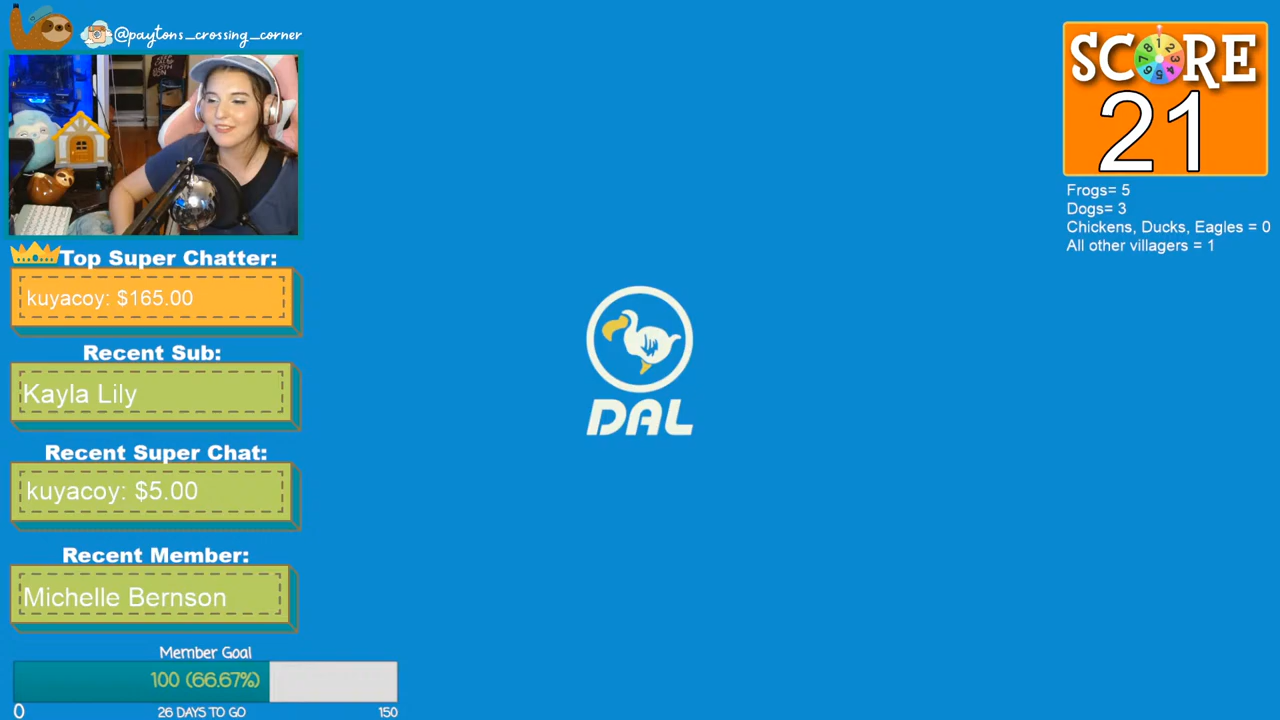 @paytons_crossing_corner
Top Super Chatter:
kuyacoy: $165.00
Recent Sub:
Kayla Lily
Recent Super Chat:
kuyacoy: $5.00
Recent Member:
Michelle Bernson
Member Goal
100 (66.67%)
0 26 DAYS TO GO 150
DAL
SCORE
21
Frogs= 5
Dogs= 3
Chickens, Ducks, Eagles = 0
All other villagers = 1